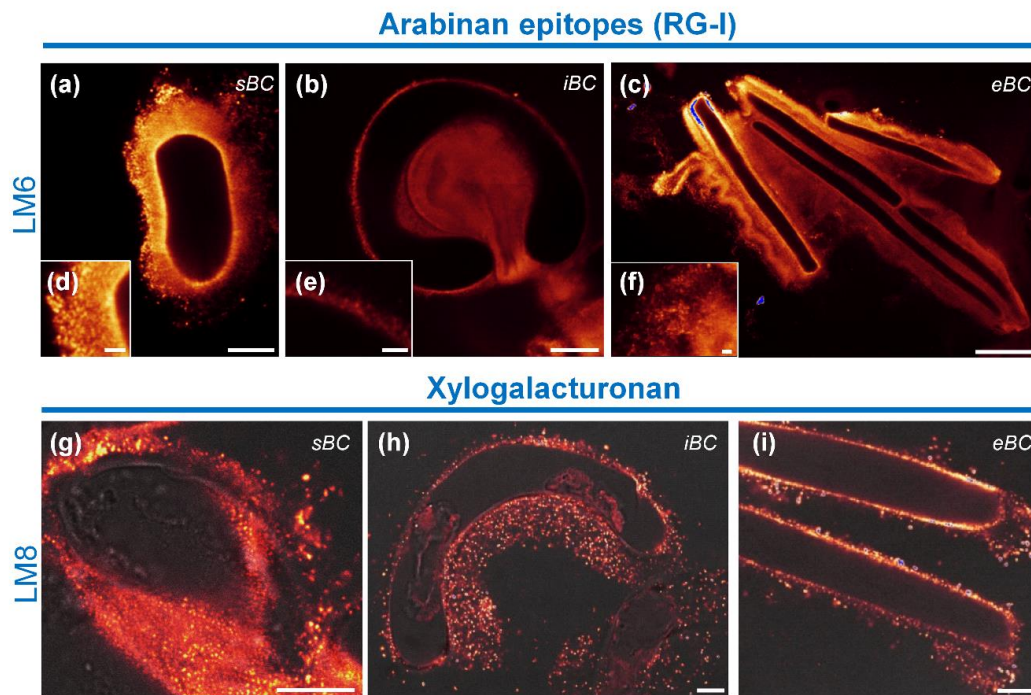 Arabinan epitopes (RG-I)
(a) sBC (b) iBC (c) eBC
LM6
(d) (e) (f)
Xylogalacturonan
(g) sBC (h) iBC (i) eBC
LM8